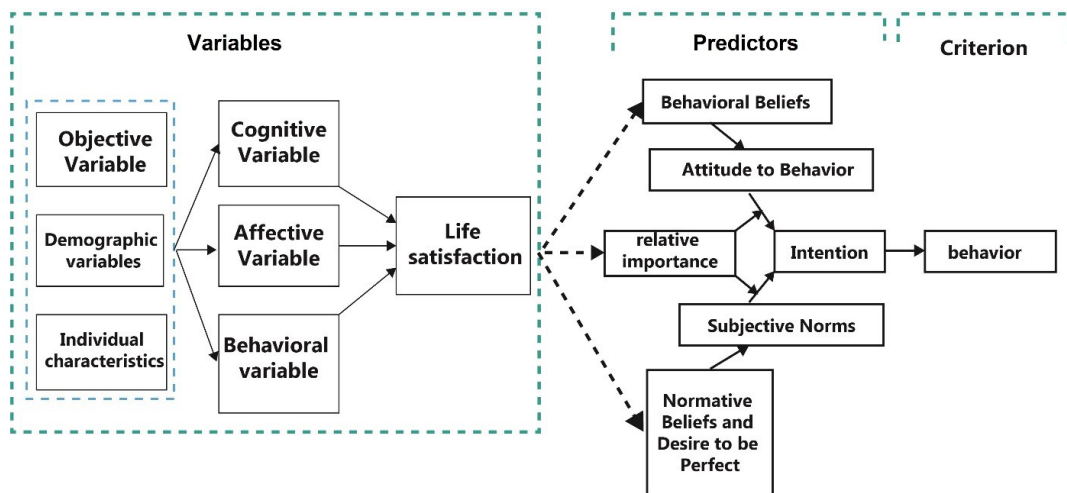 Variables
Objective
Variable
Demographic
variables
Individual
characteristics
Cognitive
Variable
Affective
Variable
Behavioral
variable
Life
satisfaction
Predictors
Criterion
Behavioral Beliefs
Attitude to Behavior
relative
importance
Intention
behavior
Subjective Norms
Normative
Beliefs and
Desire to be
Perfect